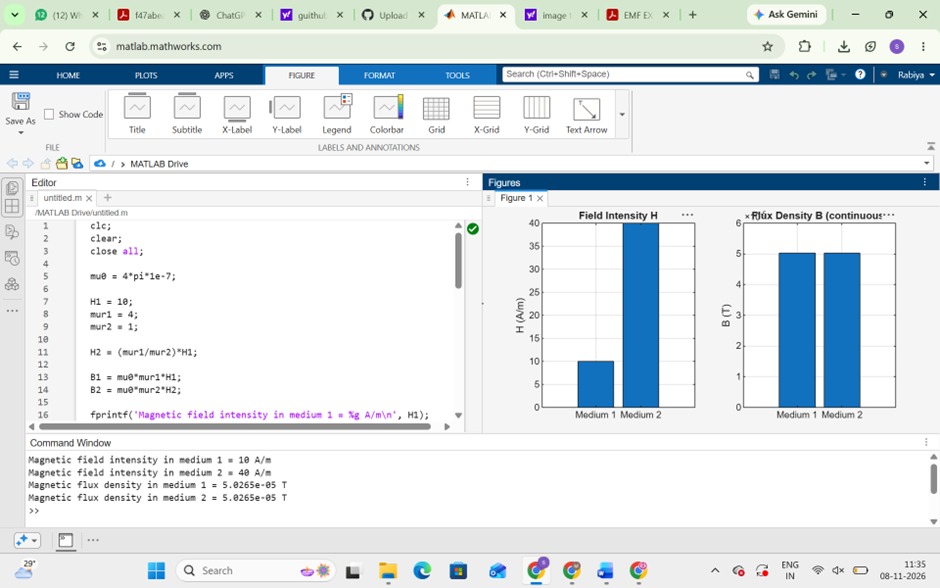 (12) W
f47abe
ChatGP
guithub
Upload
MATLA
image
EMF EX
Ask Gemini
matlab.mathworks.com
HOME PLOTS APPS FIGURE FORMAT TOOLS Search (Ctrl+Shift+Space) Rabiya
Save As
Show Code
Title Subtitle X-Label Y-Label Legend Colorbar Grid X-Grid Y-Grid Text Arrow
FILE LABELS AND ANNOTATIONS
/ > MATLAB Drive
Editor
untitled.m × +
/MATLAB Drive/untitled.m
1 clc;
2 clear;
3 close all;
4
5 mu0 = 4*pi*1e-7;
6
7 H1 = 10;
8 mur1 = 4;
9 mur2 = 1;
10
11 H2 = (mur1/mur2)*H1;
12
13 B1 = mu0*mur1*H1;
14 B2 = mu0*mur2*H2;
15
16 fprintf('Magnetic field intensity in medium 1 = %g A/m\n', H1);
Figures
Figure 1 ×
Field Intensity H
40
35
30
25
20
15
10
5
0
H (A/m)
Medium 1 Medium 2
Flux Density B (continuous
6
5
4
3
2
1
0
B (T)
Medium 1 Medium 2
Command Window
Magnetic field intensity in medium 1 = 10 A/m
Magnetic field intensity in medium 2 = 40 A/m
Magnetic flux density in medium 1 = 5.0265e-05 T
Magnetic flux density in medium 2 = 5.0265e-05 T
>>
29°
Search
ENG
IN
11:35
08-11-2026